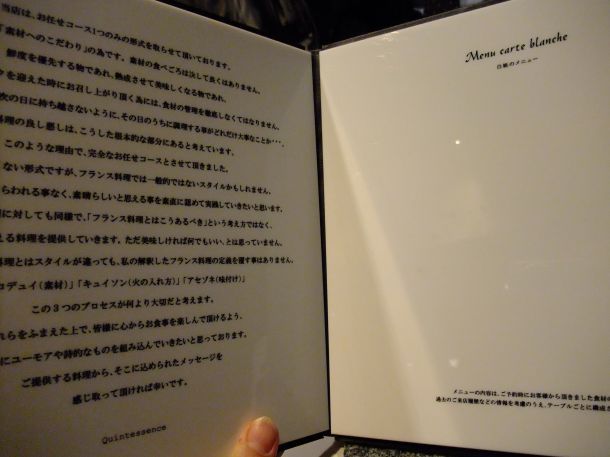 当店は、お任せコース1つのみの形式を取らせて頂いております。
「素材へのこだわり」の為です。 素材の食べごろは決して長くはありません。
鮮度を優先する物であれ、熟成させて美味しくなる物であれ、
クを迎えた時にお召し上がり頂く為には、食材の管理を徹底しなくてはなりません。
次の日に持ち越さないように、その日のうちに調理する事がどれだけ大事なことか・・・。
料理の良し悪しは、こうした根本的な部分にあると考えています。
このような理由で、完全なお任せコースとさせて頂きました。
ない形式ですが、フランス料理では一般的ではないスタイルかもしれません。
らわれる事なく、素晴らしいと思える事を素直に認めて実践していきたいと思います。
に対しても同様で、「フランス料理とはこうあるべき」という考え方ではなく、
える料理を提供していきます。 ただ美味しければ何でもいい、とは思っていません。
料理とはスタイルが違っても、私の解釈したフランス料理の定義を覆す事はありません。
ロデュイ(素材)」「キュイソン(火の入れ方)」「アセゾネ(味付け)」
この3つのプロセスが何より大切だと考えます。
れらをふまえた上で、皆様に心からお食事を楽しんで頂けるよう、
にユーモアや詩的なものを組み込んでいきたいと思っております。
ご提供する料理から、そこに込められたメッセージを
感じ取って頂ければ幸いです。
Quintessence
Menu carte blanche
白紙のメニュー
メニューの内容は、ご予約時にお客様から頂きました食材の
過去のご来店履歴などの情報を考慮のうえ、テーブルごとに構成さ